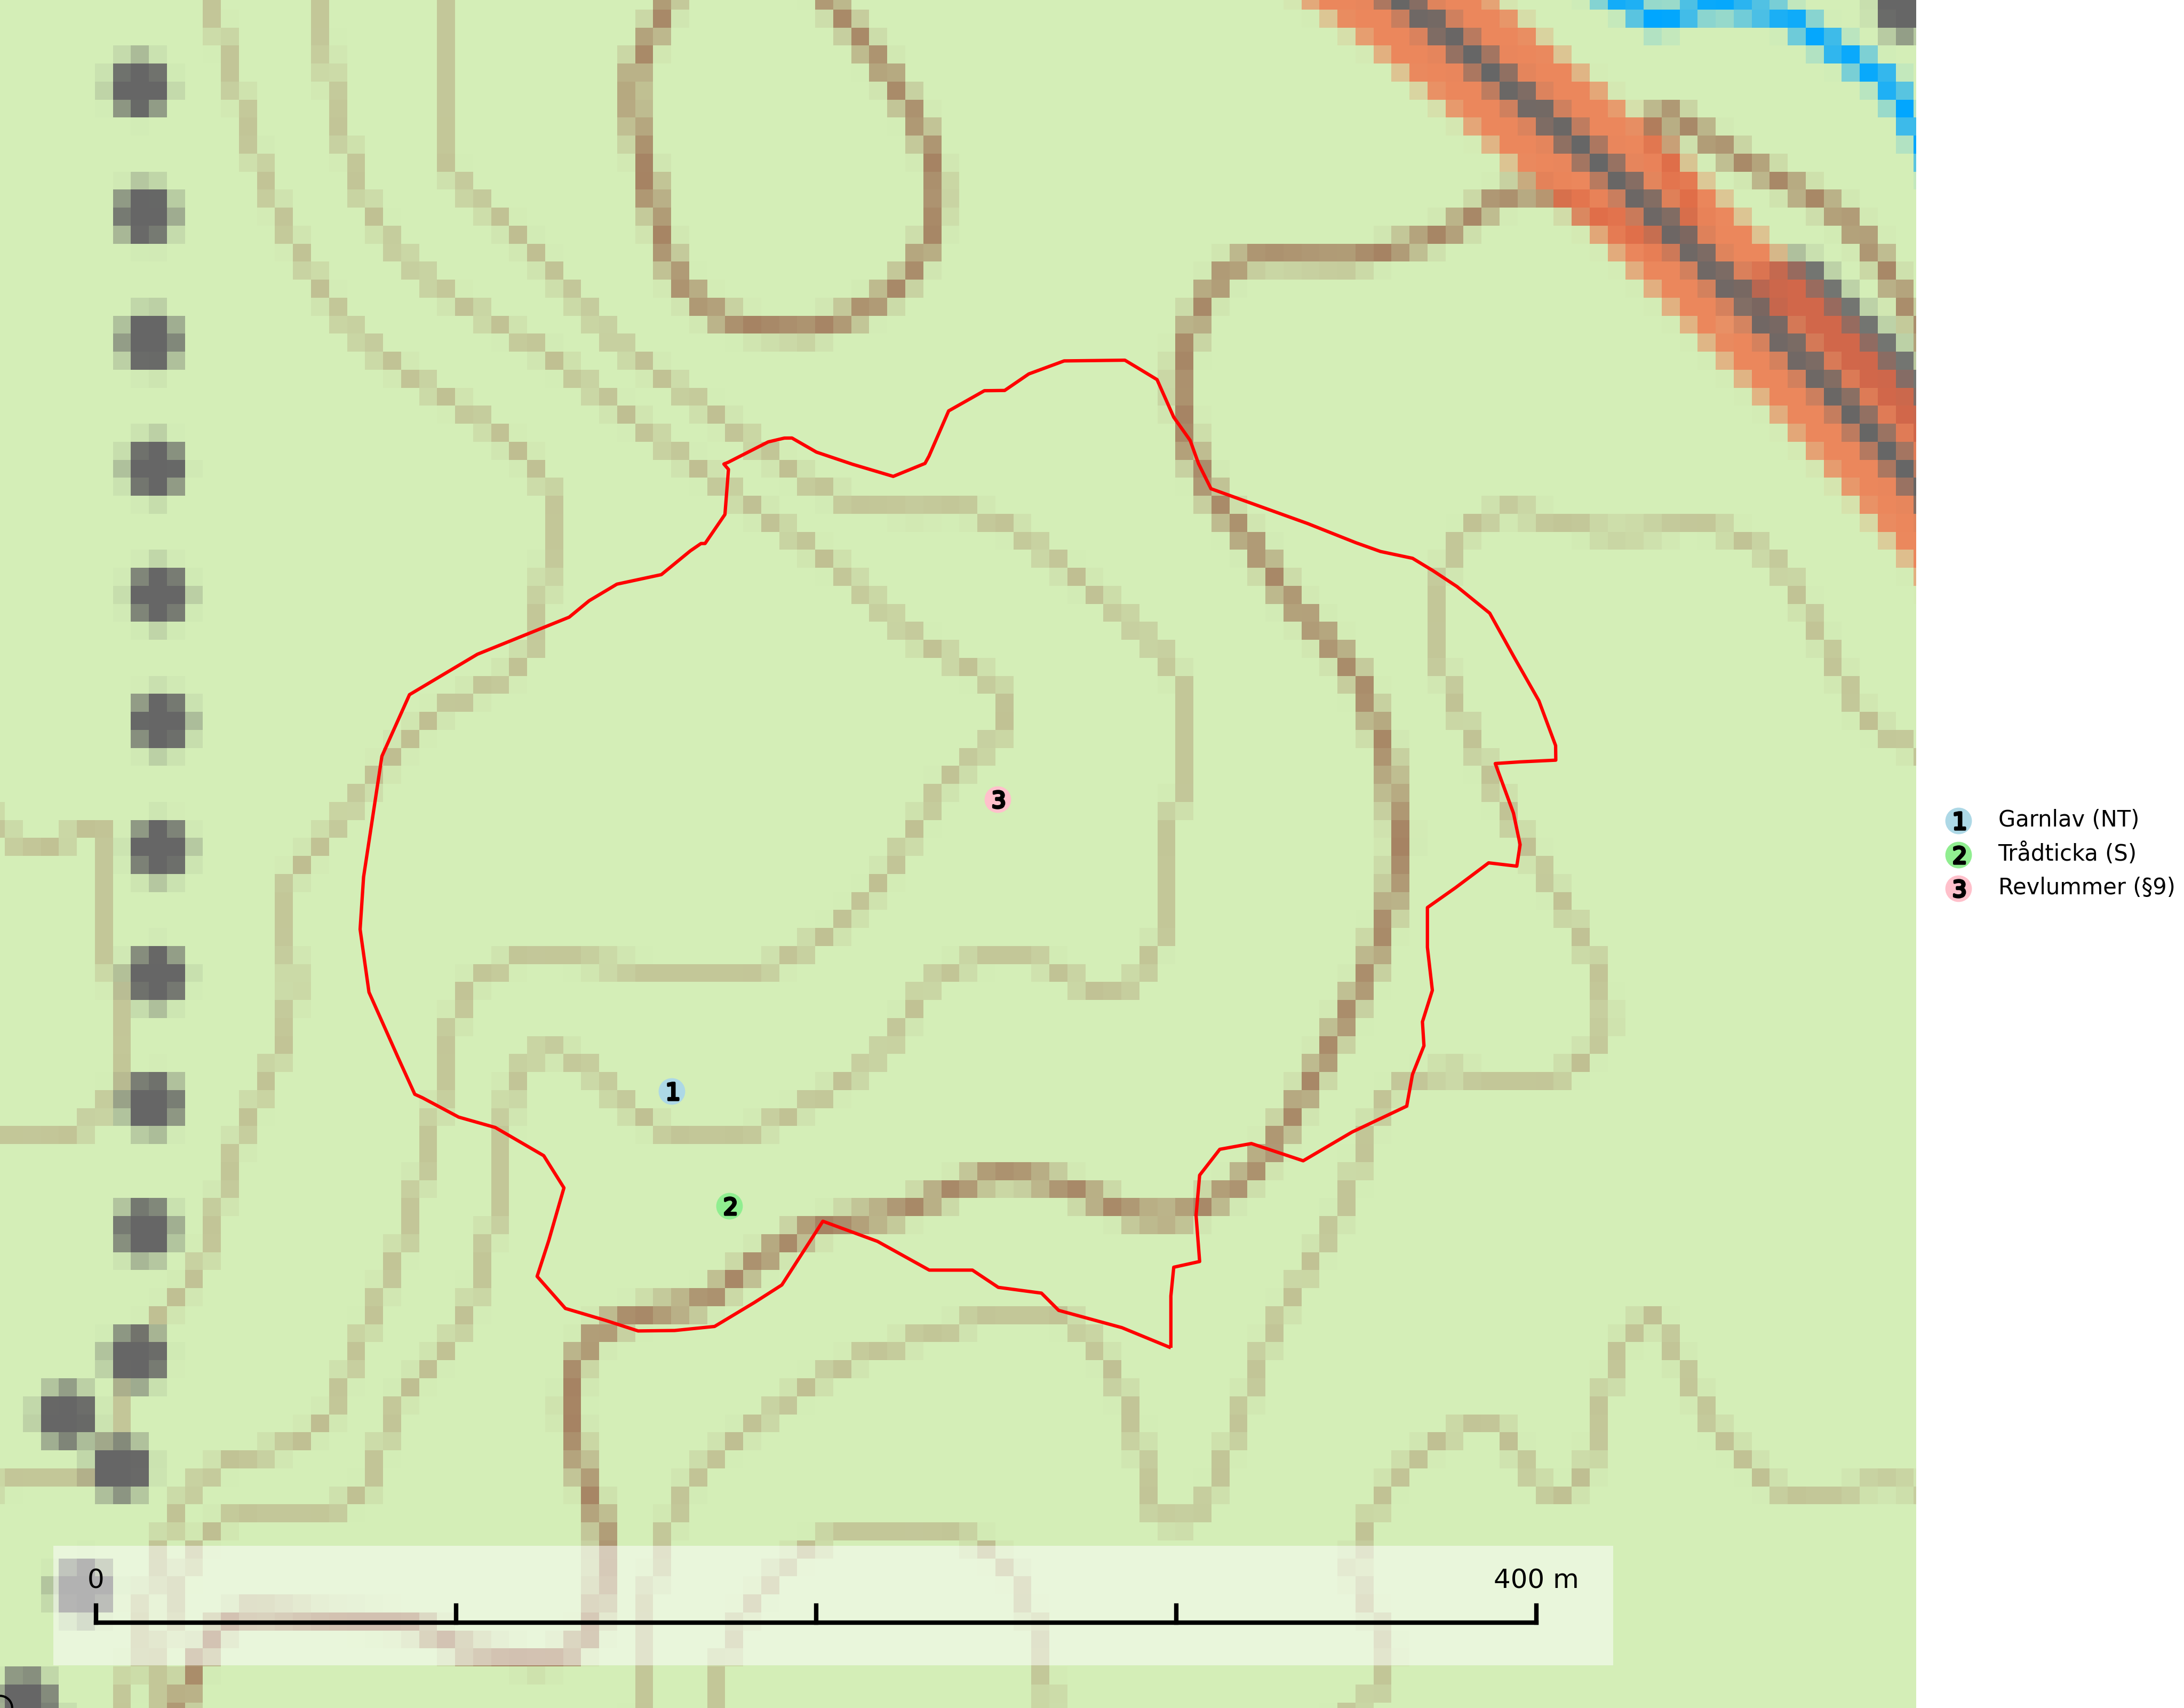 3
1
2
1 Garnlav (NT)
2 Trådticka (S)
3 Revlummer (§9)
0 400 m